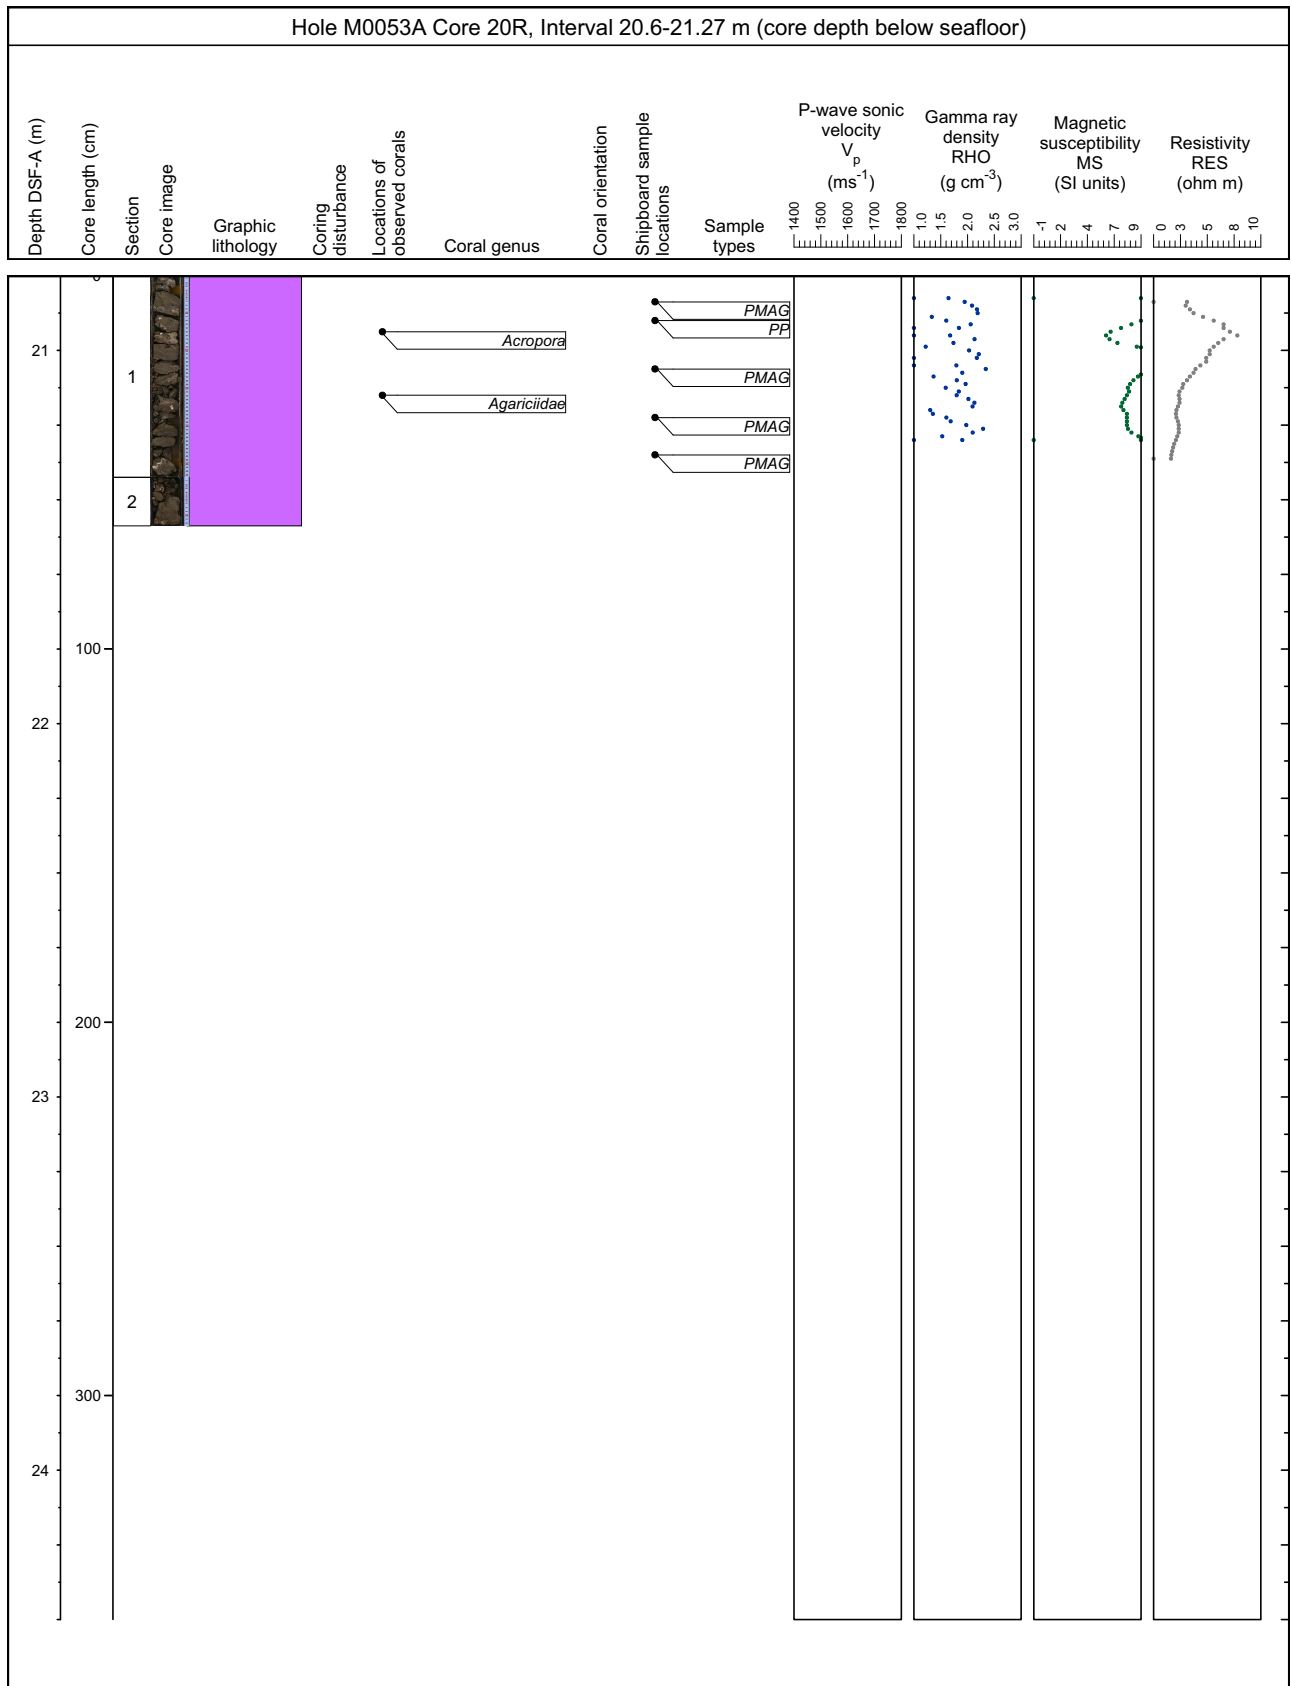 Hole M0053A Core 20R, Interval 20.6-21.27 m (core depth below seafloor)
Depth DSF-A (m)
Core length (cm)
Section
Core image
Graphic
lithology
Coring
disturbance
Locations of
observed corals
Coral genus
Coral orientation
Shipboard sample
locations
Sample
types
P-wave sonic
velocity
Vp
(ms-1)
1400 1500 1600 1700 1800
Gamma ray
density
RHO
(g cm-3)
1.0 1.5 2.0 2.5 3.0
Magnetic
susceptibility
MS
(SI units)
-1 2 4 7 9
Resistivity
RES
(ohm m)
0 3 5 8 10
0
PMAG
PP
Acropora
21
1
PMAG
Agariciidae
PMAG
PMAG
2
100
22
200
23
300
24